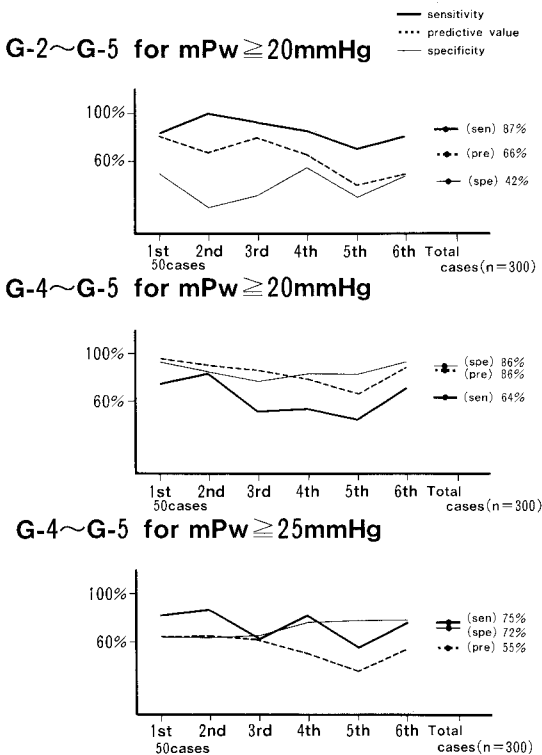 sensitivity
predictive value
specificity
G-2～G-5 for mPw≧20mmHg
100%
60%
(sen) 87%
(pre) 66%
(spe) 42%
1st 2nd 3rd 4th 5th 6th Total
50cases cases(n=300)
G-4～G-5 for mPw≧20mmHg
100%
60%
(spe) 86%
(pre) 86%
(sen) 64%
1st 2nd 3rd 4th 5th 6th Total
50cases cases(n=300)
G-4～G-5 for mPw≧25mmHg
100%
60%
(sen) 75%
(spe) 72%
(pre) 55%
1st 2nd 3rd 4th 5th 6th Total
50cases cases(n=300)